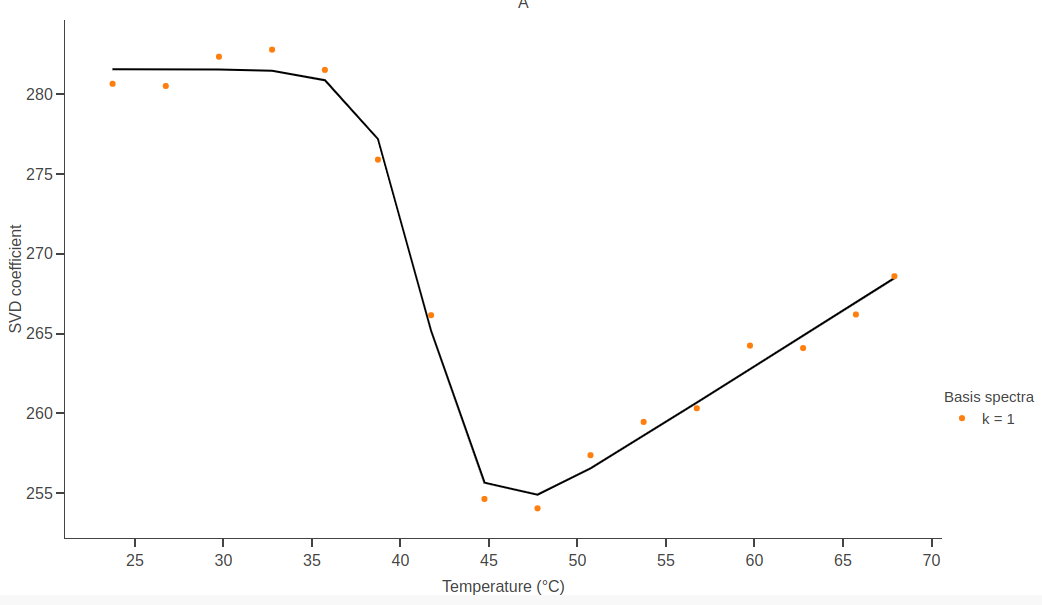 A
280
275
270
265
260
255
SVD coefficient
25 30 35 40 45 50 55 60 65 70
Temperature (°C)
Basis spectra
k = 1